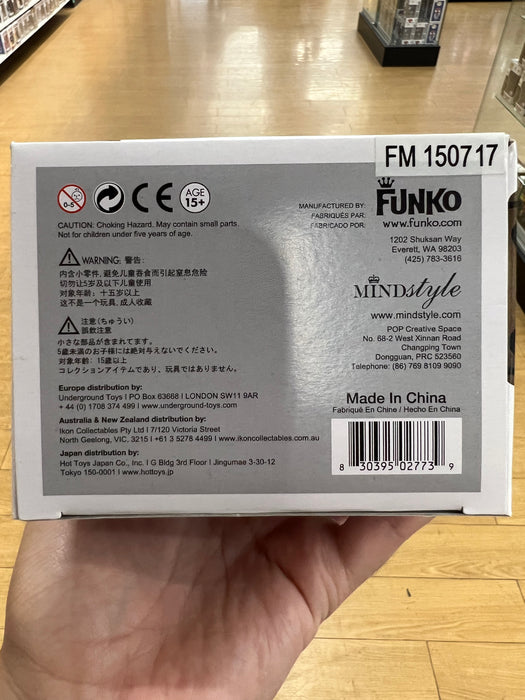 FM 150717
0-5
CE
AGE
15+
CAUTION: Choking Hazard. May contain small parts.
Not for children under five years of age.
WARNING: 警告:
内含小零件, 避免儿童吞食而引起窒息危险
切勿让5岁及以下儿童使用
对象年龄: 十五岁以上
这不是一个玩具, 成人收藏
注意 (ちゅうい)
誤飲注意
小さな部品が含まれてます。
5歳未満のお子様には絶対与えないでください。
対象年齢: 15歳以上
コレクションアイテムであり、玩具ではありません。
Europe distribution by:
Underground Toys I PO Box 63668 I LONDON SW11 9AR
+ 44 (0) 1708 374 499 I www.underground-toys.com
Australia & New Zealand distribution by:
Ikon Collectables Pty Ltd I 7/120 Victoria Street
North Geelong, VIC, 3215 I +61 3 5278 4499 I www.ikoncollectables.com.au
Japan distribution by:
Hot Toys Japan Co., Inc. I G Bldg 3rd Floor I Jingumae 3-30-12
Tokyo 150-0001 I www.hottoys.jp
MANUFACTURED BY:
FABRIQUÉS PAR:
FABRICADO POR:
FUNKO
www.funko.com
1202 Shuksan Way
Everett, WA 98203
(425) 783-3616
MINDstyle
www.mindstyle.com
POP Creative Space
No. 68-2 West Xinnan Road
Changping Town
Dongguan, PRC 523560
Telephone: (86) 769 8109 9090
Made In China
Fabriqué En Chine / Hecho En China
8 30395 02773 9